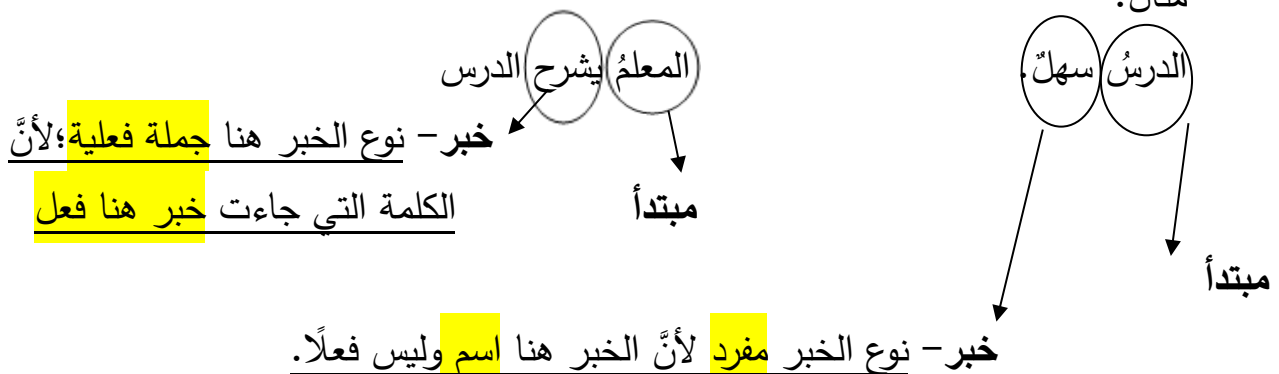 مثال:
الدرسُ سهلٌ.
المعلمُ يشرح الدرس
خبر – نوع الخبر هنا جملة فعلية؛لأنَّ
الكلمة التي جاءت خبر هنا فعل
مبتدأ
مبتدأ
خبر – نوع الخبر مفرد لأنَّ الخبر هنا اسم وليس فعلًا.